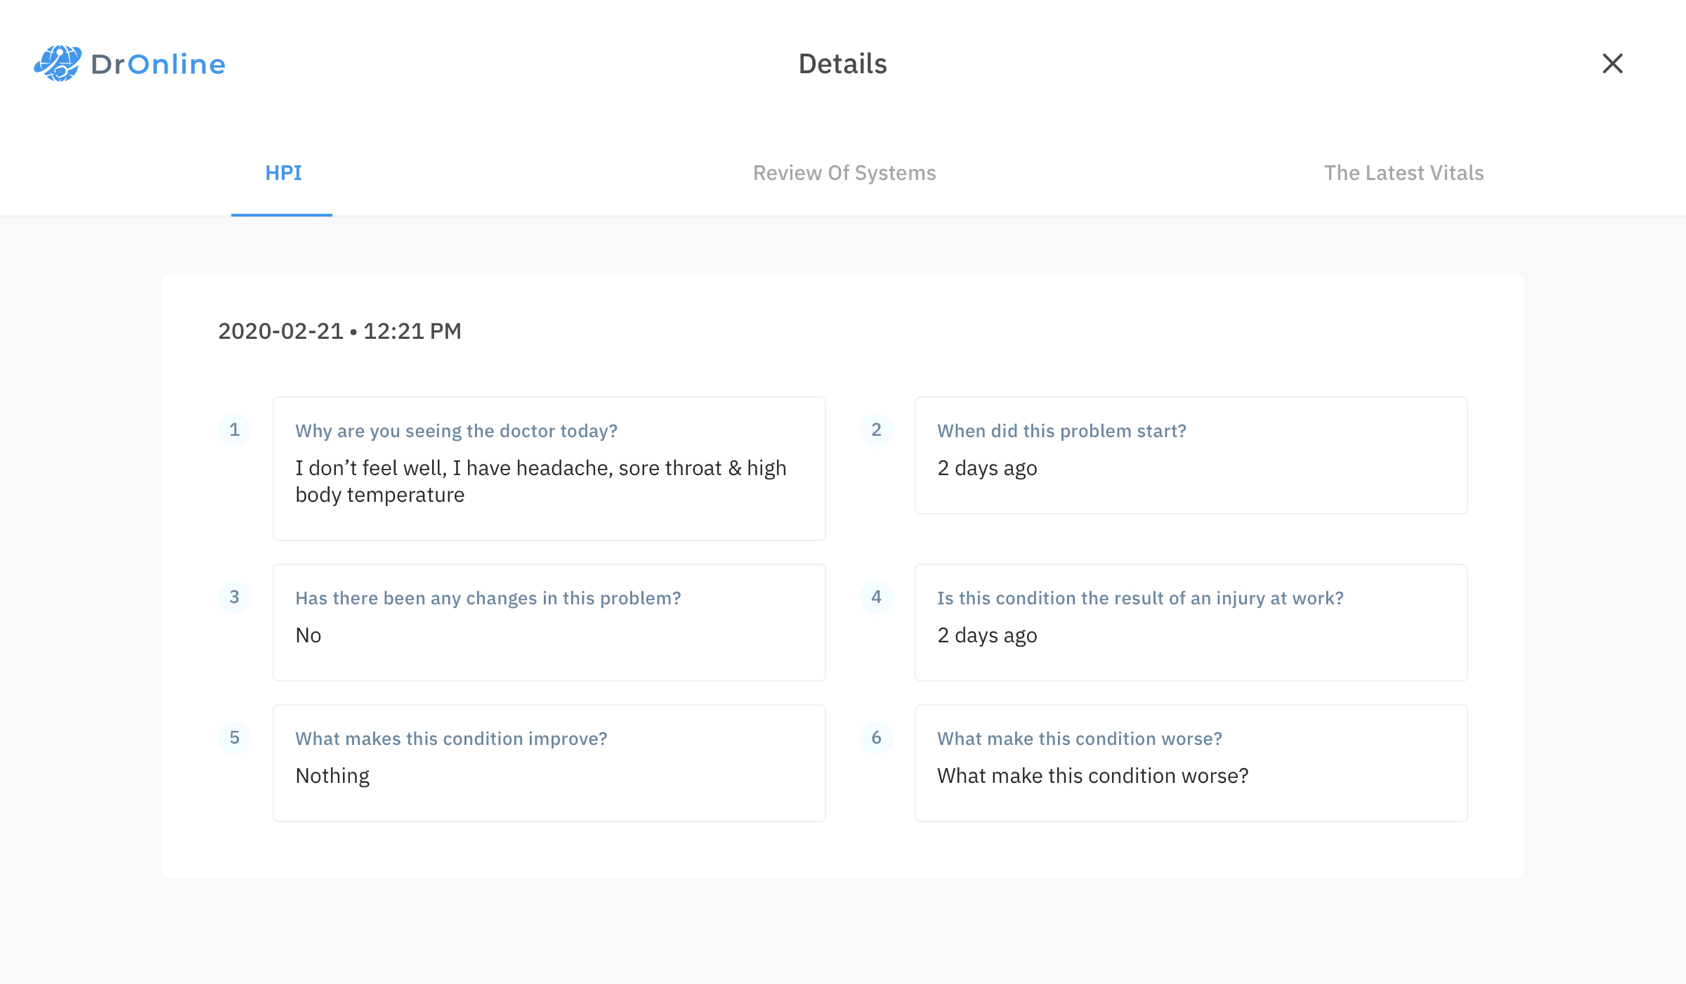 DrOnline
Details
HPI
Review Of Systems
The Latest Vitals
2020-02-21 • 12:21 PM
1
Why are you seeing the doctor today?
I don’t feel well, I have headache, sore throat & high
body temperature
2
When did this problem start?
2 days ago
3
Has there been any changes in this problem?
No
4
Is this condition the result of an injury at work?
2 days ago
5
What makes this condition improve?
Nothing
6
What make this condition worse?
What make this condition worse?